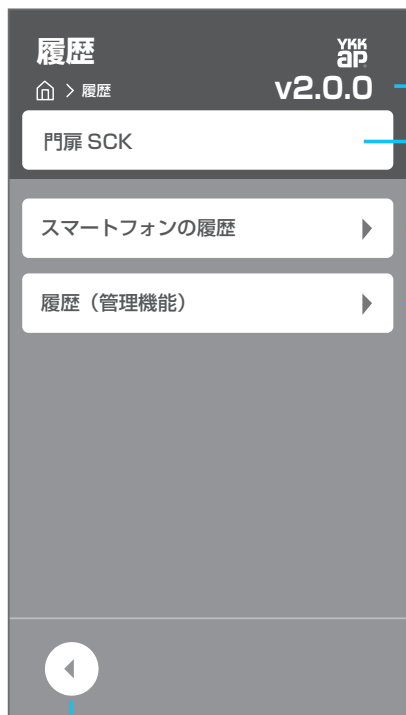 履歴
YKK
ap
> 履歴
v2.0.0
門扉 SCK
スマートフォンの履歴
履歴（管理機能）